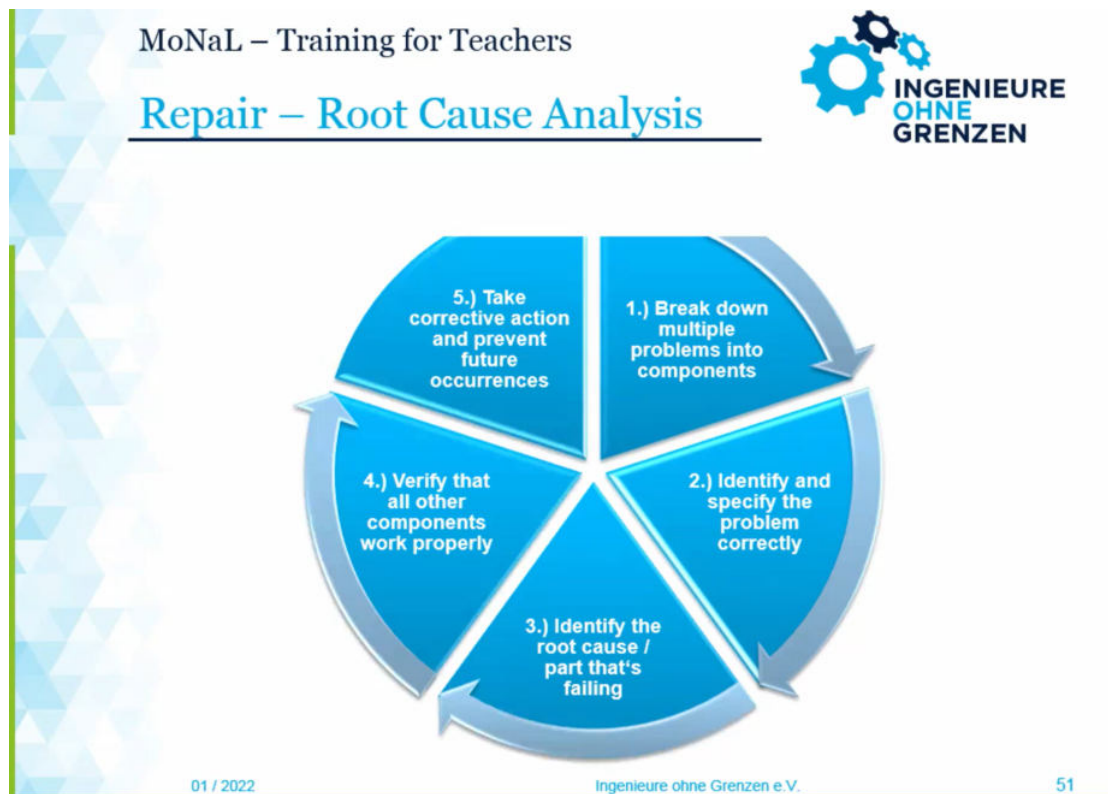 MoNaL – Training for Teachers
Repair – Root Cause Analysis
INGENIEURE
OHNE
GRENZEN
1.) Break down
multiple
problems into
components
2.) Identify and
specify the
problem
correctly
3.) Identify the
root cause /
part that‘s
failing
4.) Verify that
all other
components
work properly
5.) Take
corrective action
and prevent
future
occurrences
01 / 2022
Ingenieure ohne Grenzen e.V.
51